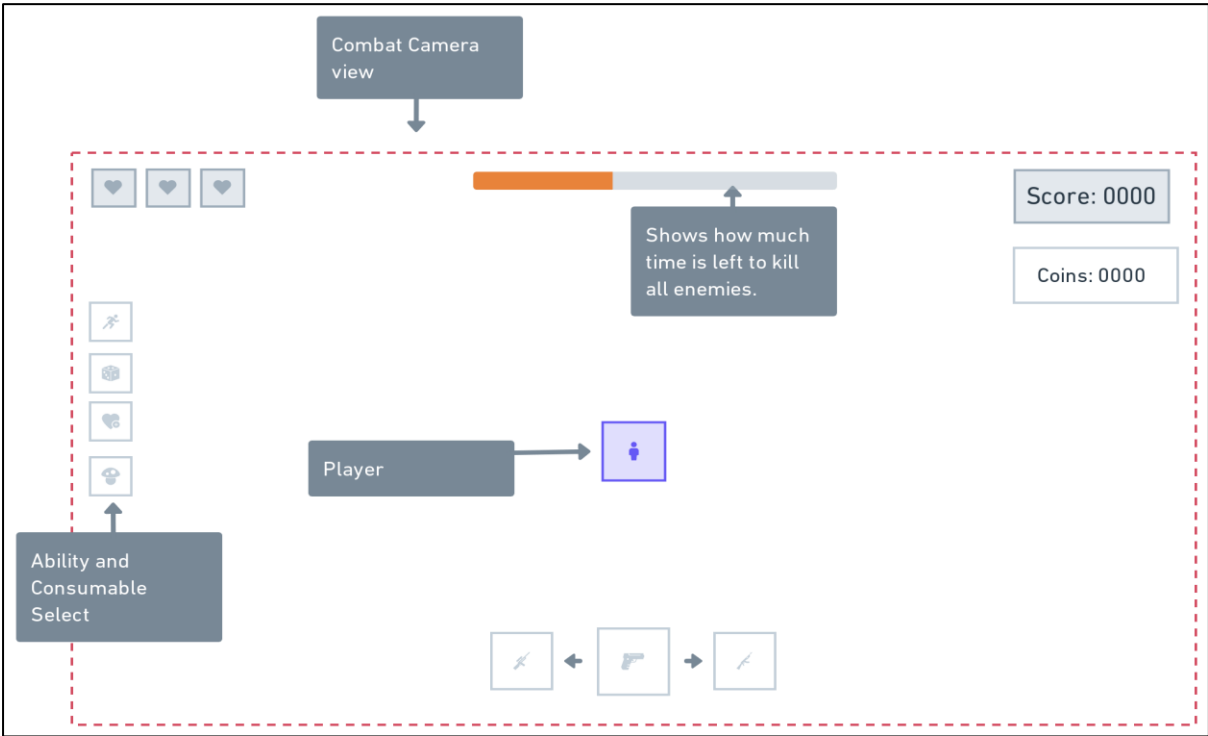 Combat Camera
view
Score: 0000
Shows how much
time is left to kill
all enemies.
Coins: 0000
Player
Ability and
Consumable
Select